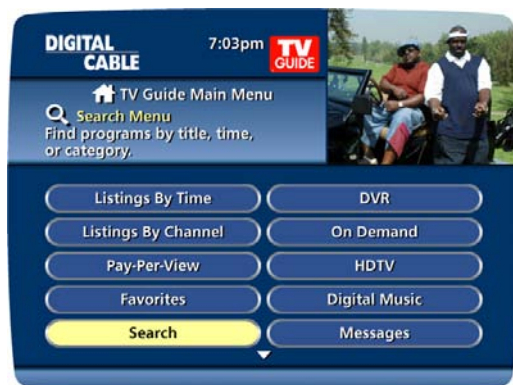 DIGITAL
CABLE
7:03pm
TV
GUIDE
TV Guide Main Menu
Search Menu
Find programs by title, time,
or category.
Listings By Time
DVR
Listings By Channel
On Demand
Pay-Per-View
HDTV
Favorites
Digital Music
Search
Messages